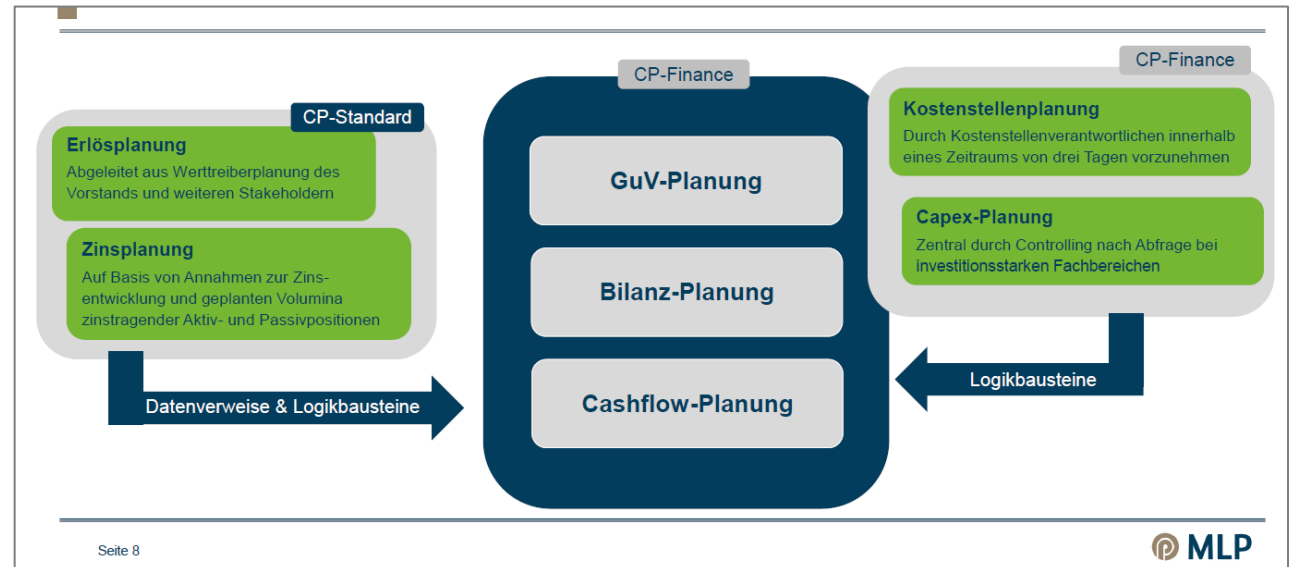 CP-Standard
Erlösplanung
Abgeleitet aus Werttreiberplanung des
Vorstands und weiteren Stakeholdern
Zinsplanung
Auf Basis von Annahmen zur Zins-
entwicklung und geplanten Volumina
zinstragender Aktiv- und Passivpositionen
Datenverweise & Logikbausteine
CP-Finance
GuV-Planung
Bilanz-Planung
Cashflow-Planung
CP-Finance
Kostenstellenplanung
Durch Kostenstellenverantwortlichen innerhalb
eines Zeitraums von drei Tagen vorzunehmen
Capex-Planung
Zentral durch Controlling nach Abfrage bei
investitionsstarken Fachbereichen
Logikbausteine
Seite 8
MLP